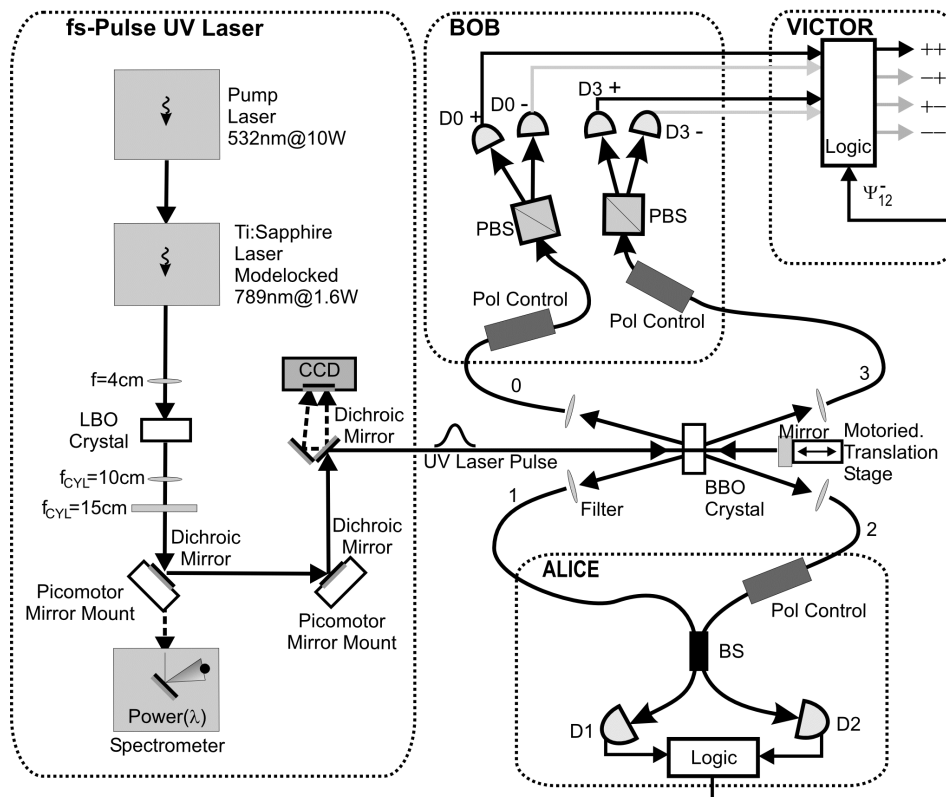 fs-Pulse UV Laser
Pump
Laser
532nm@10W
Ti:Sapphire
Laser
Modelocked
789nm@1.6W
f=4cm
LBO
Crystal
fCYL=10cm
fCYL=15cm
Dichroic
Mirror
Picomotor
Mirror Mount
Power(λ)
Spectrometer
CCD
Dichroic
Mirror
Dichroic
Mirror
Picomotor
Mirror Mount
UV Laser Pulse
BOB
D0 +
D0 -
D3 +
D3 -
PBS
PBS
Pol Control
Pol Control
0
3
VICTOR
Logic
++
-+
+-
--
Ψ-12
Mirror
Motoried.
Translation
Stage
BBO
Crystal
1
Filter
2
ALICE
Pol Control
BS
D1
D2
Logic